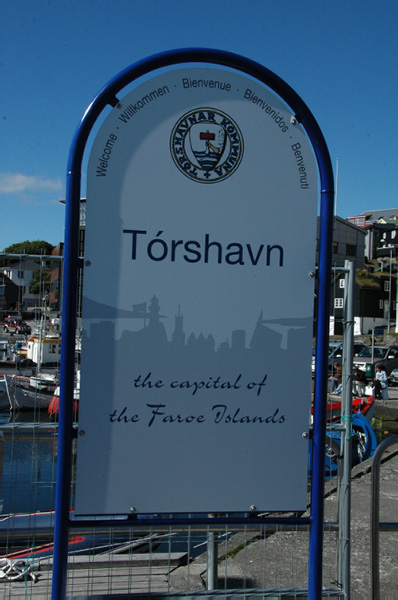 Welcome · Willkommen · Bienvenue · Bienvenidos · Benvenuti
TÓRSHAVNAR KOMMUNA
Tórshavn
the capital of
the Faroe Islands